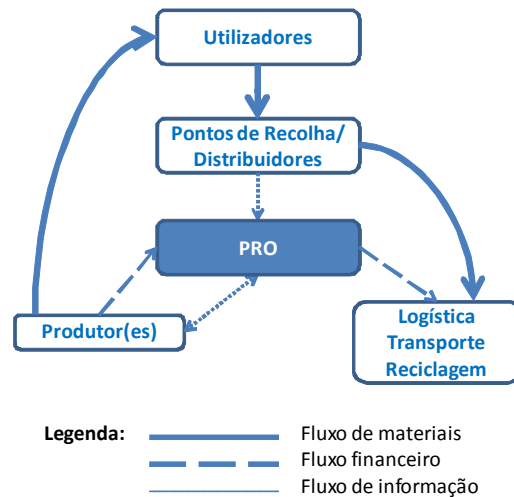 Utilizadores
Pontos de Recolha/
Distribuidores
PRO
Produtor(es)
Logística
Transporte
Reciclagem
Legenda:
Fluxo de materiais
Fluxo financeiro
Fluxo de informação